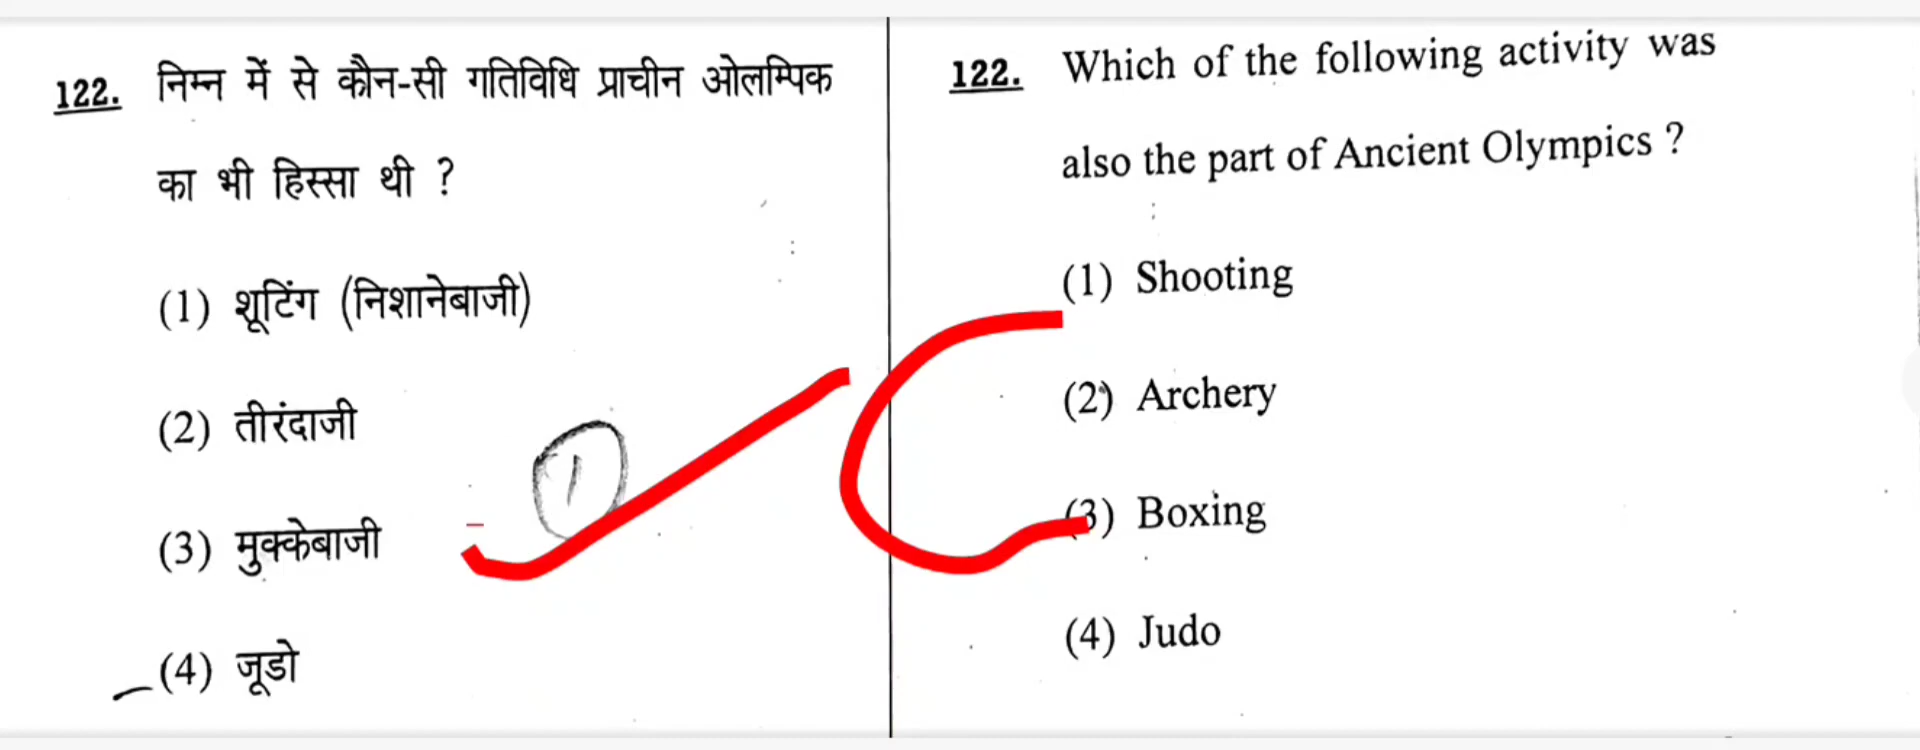 122. निम्न में से कौन-सी गतिविधि प्राचीन ओलम्पिक
का भी हिस्सा थी ?
(1) शूटिंग (निशानेबाजी)
(2) तीरंदाजी
(3) मुक्केबाजी
(4) जूडो
1
122. Which of the following activity was
also the part of Ancient Olympics ?
(1) Shooting
(2) Archery
(3) Boxing
(4) Judo